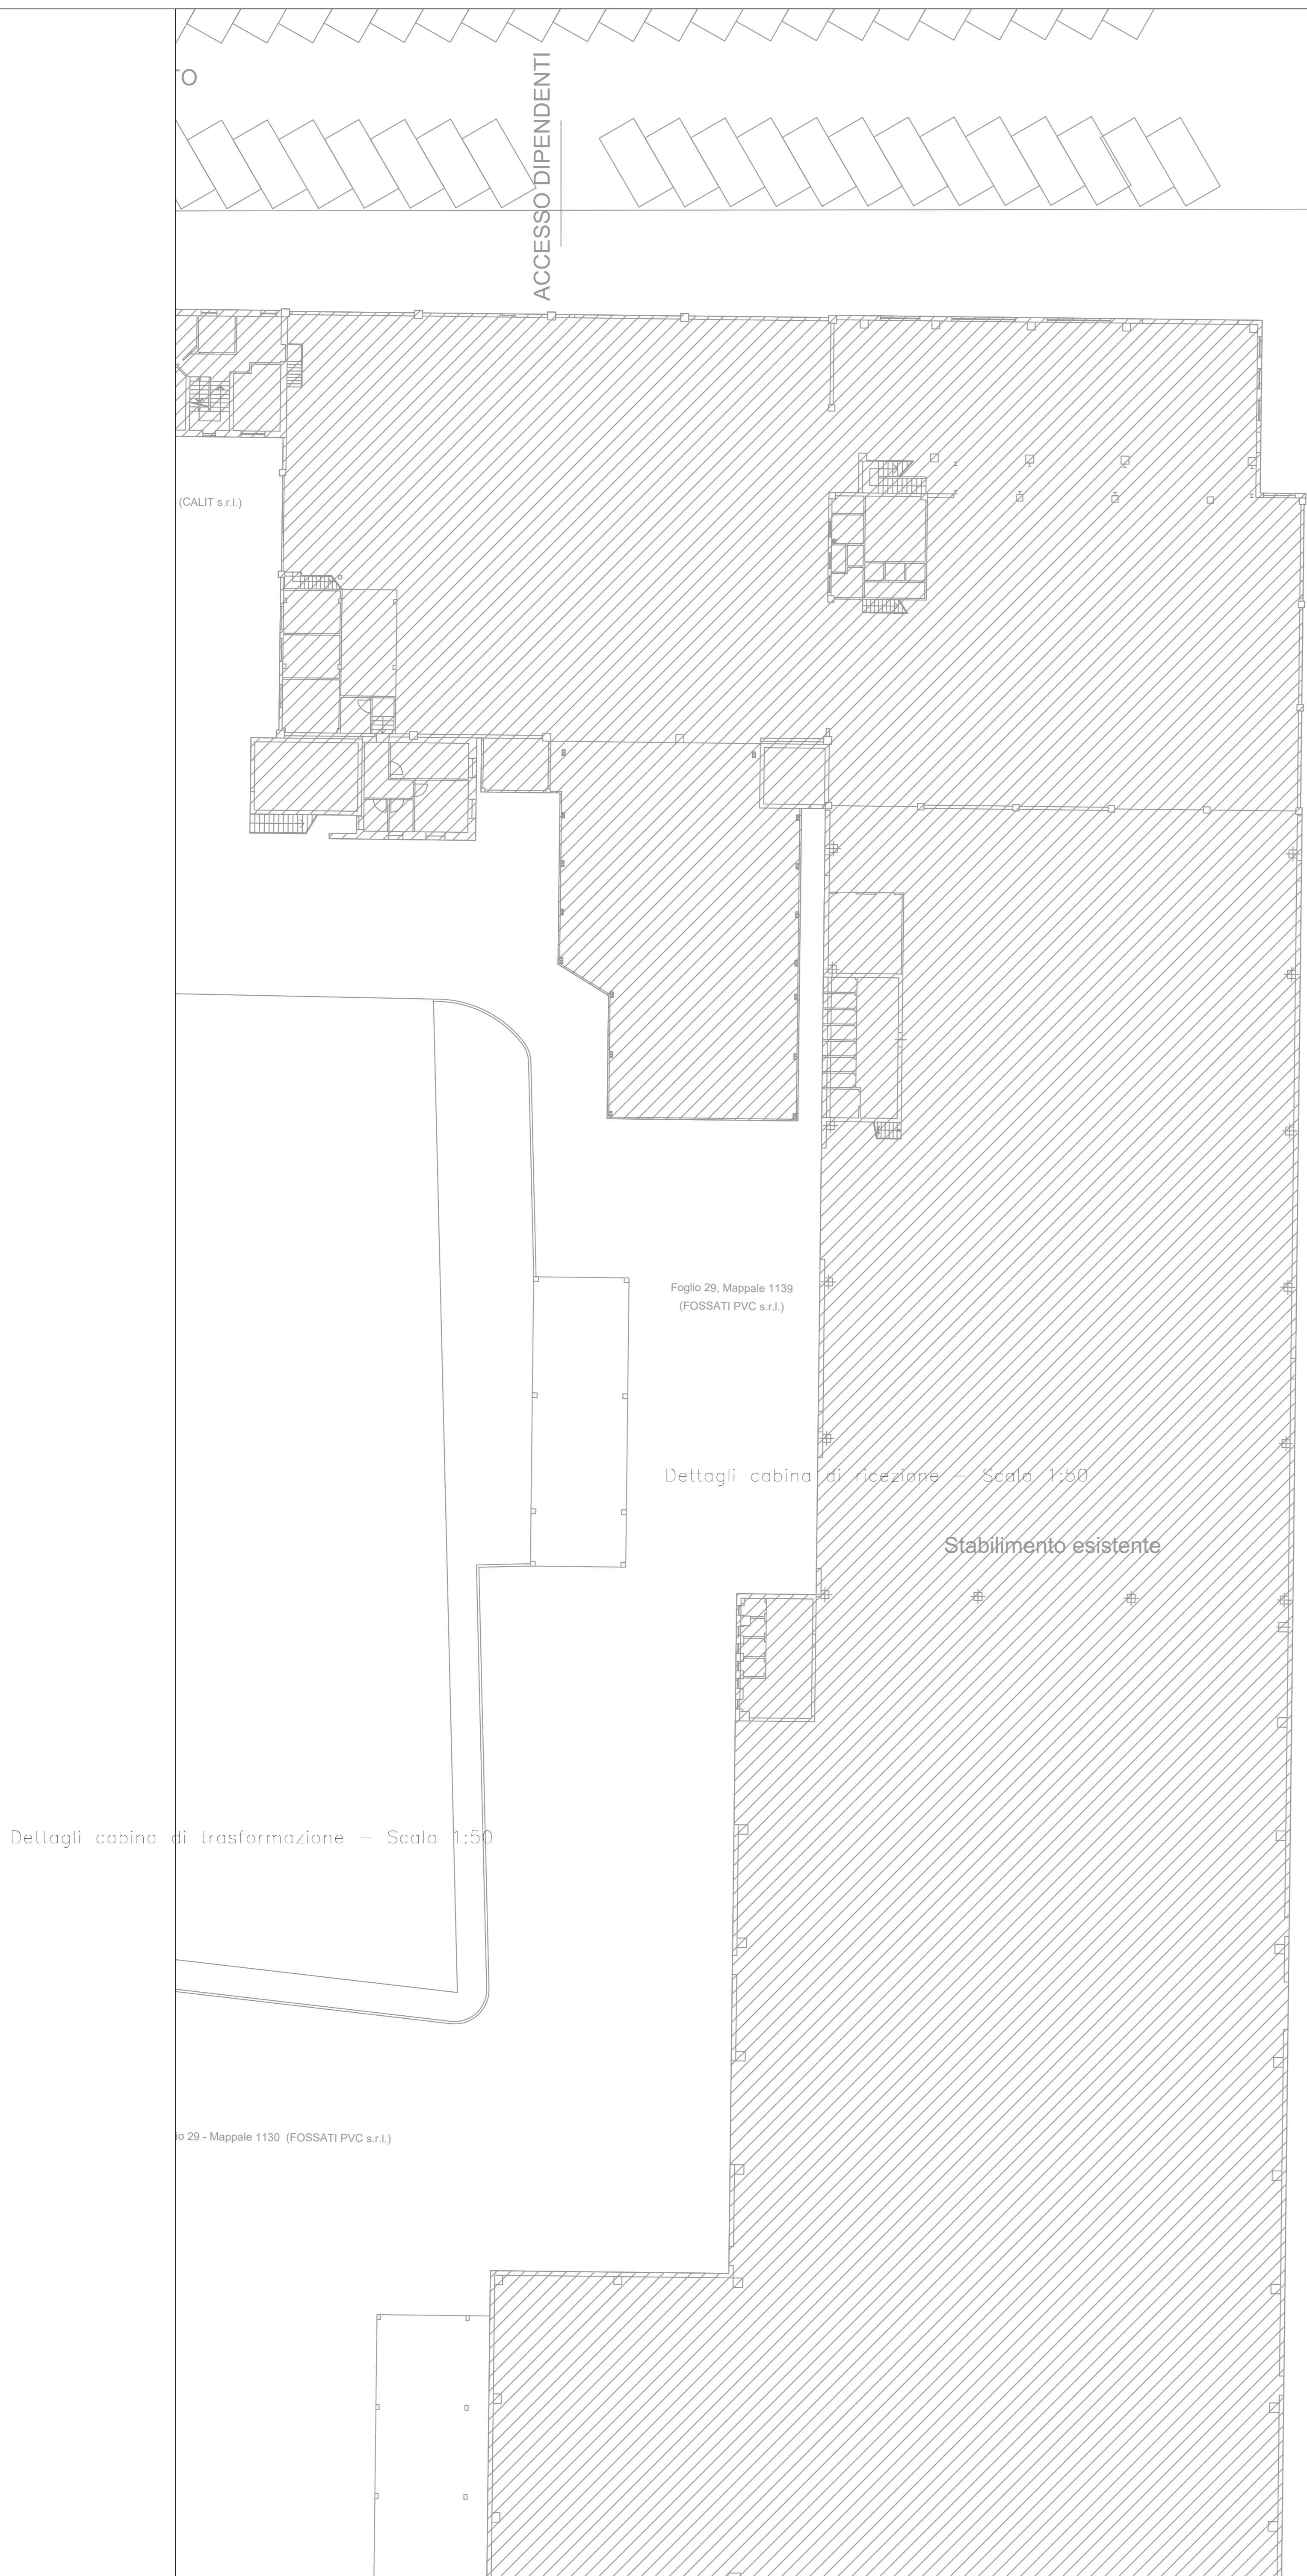 TO
ACCESSO DIPENDENTI
(CALIT s.r.l.)
Foglio 29, Mappale 1139
(FOSSATI PVC s.r.l.)
Dettagli cabina di ricezione – Scala 1:50
Stabilimento esistente
Dettagli cabina di trasformazione – Scala 1:50
io 29 - Mappale 1130 (FOSSATI PVC s.r.l.)